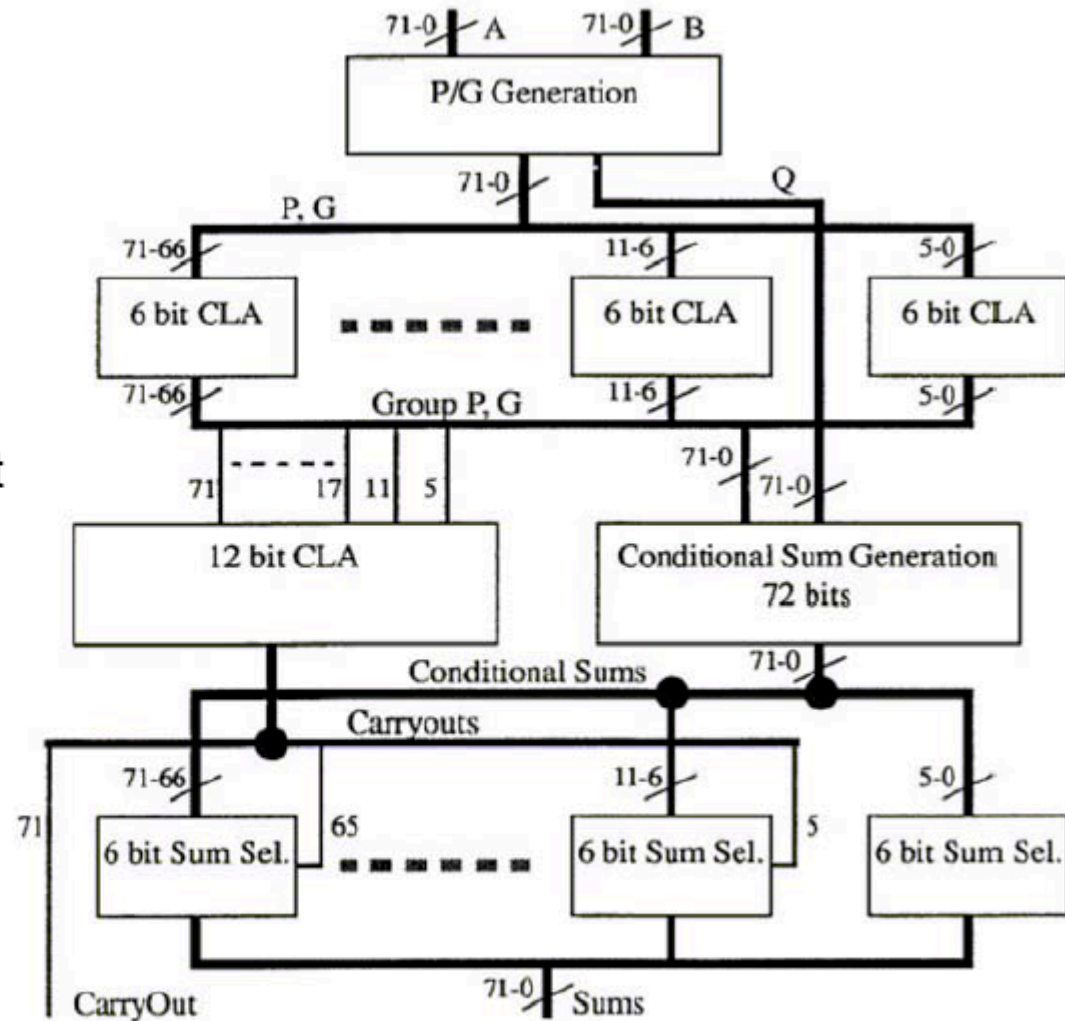 71-0 A 71-0 B
P/G Generation
71-0 Q
P, G
71-66 11-6 5-0
6 bit CLA 6 bit CLA 6 bit CLA
71-66 11-6 5-0
Group P, G
71-0 71-0
71 17 11 5
12 bit CLA
Conditional Sum Generation
72 bits
71-0
Conditional Sums
Carryouts
71-66 11-6 5-0
71 65 5
6 bit Sum Sel. 6 bit Sum Sel. 6 bit Sum Sel.
71-0
CarryOut Sums